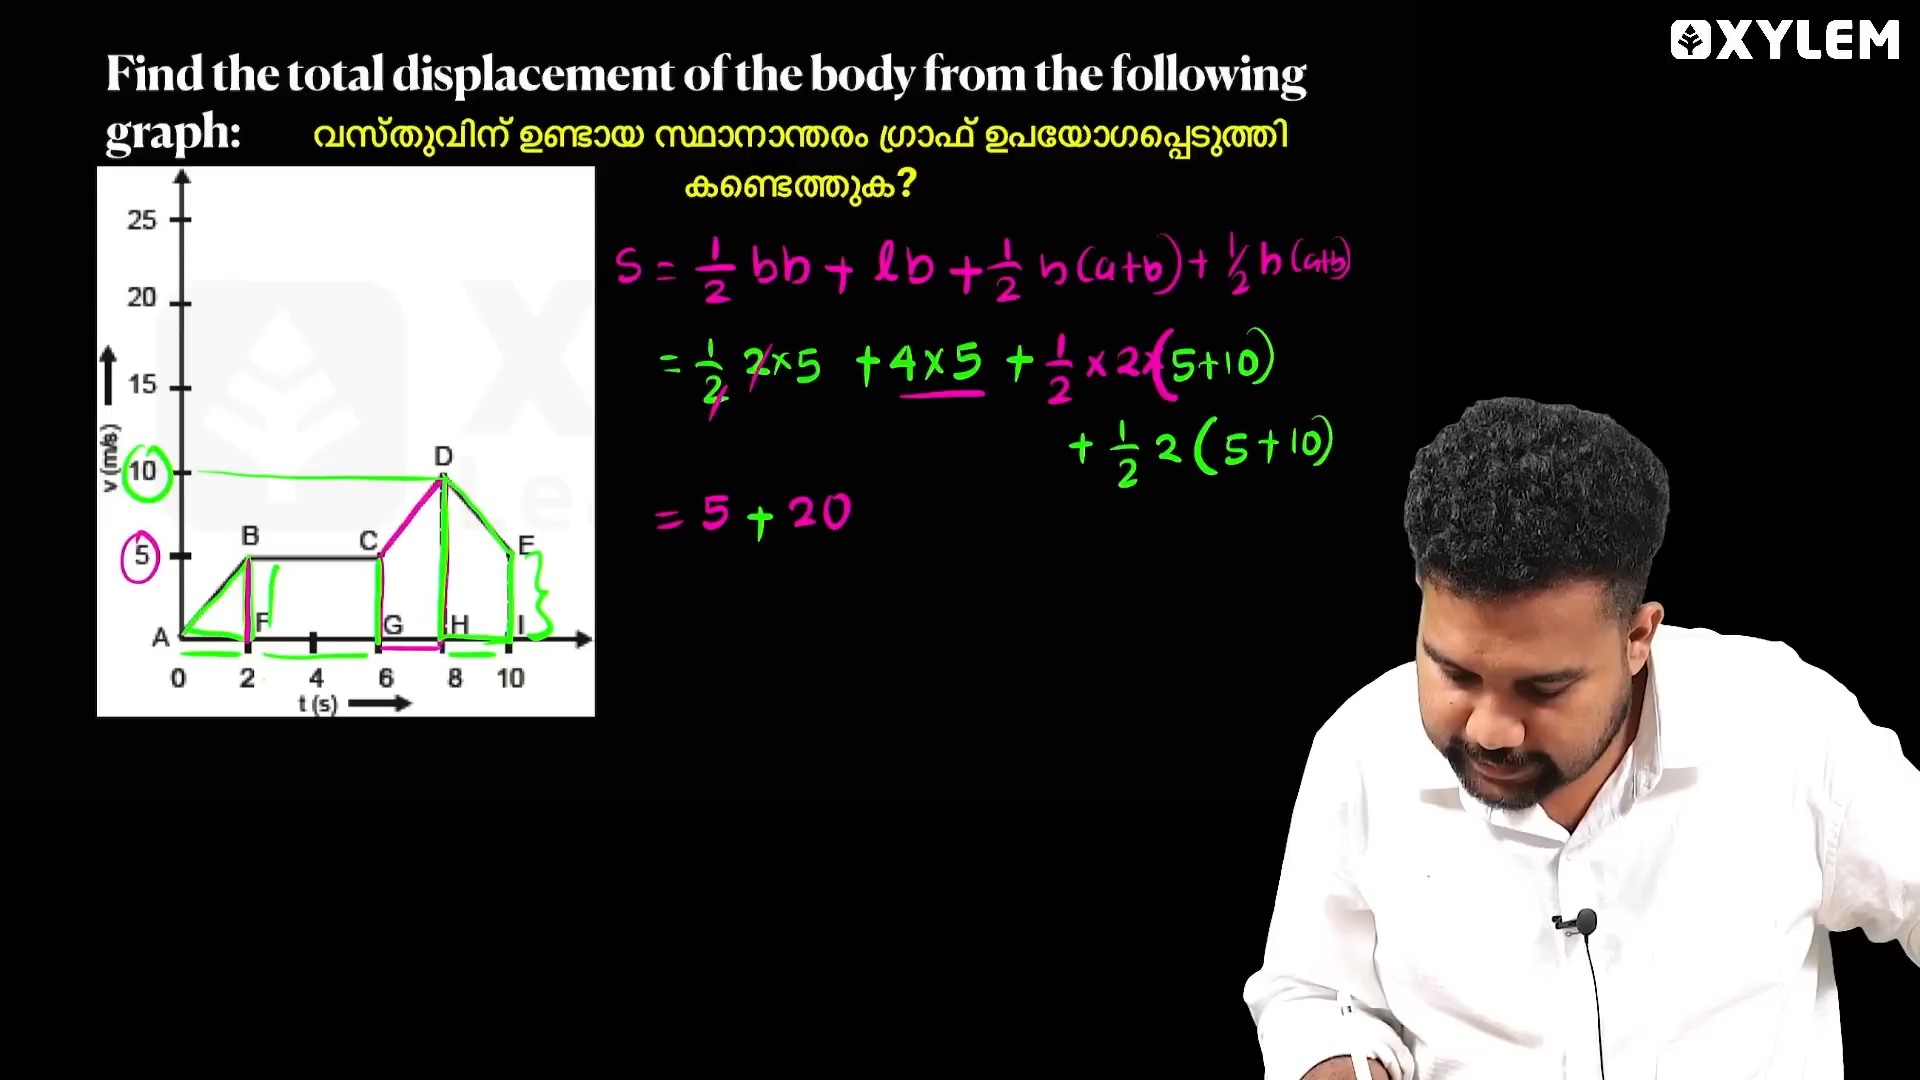 XYLEM
Find the total displacement of the body from the following
graph: വസ്തുവിന് ഉണ്ടായ സ്ഥാനാന്തരം ഗ്രാഫ് ഉപയോഗപ്പെടുത്തി
കണ്ടെത്തുക?
25
20
15
10
5
v (m/s)
A
B
C
D
E
F
G
H
I
0 2 4 6 8 10
t (s)
S = 1/2 bh + lb + 1/2 h (a+b) + 1/2 h (a+b)
= 1/2 2×5 + 4×5 + 1/2 × 2×(5+10)
+ 1/2 2 (5+10)
= 5 + 20